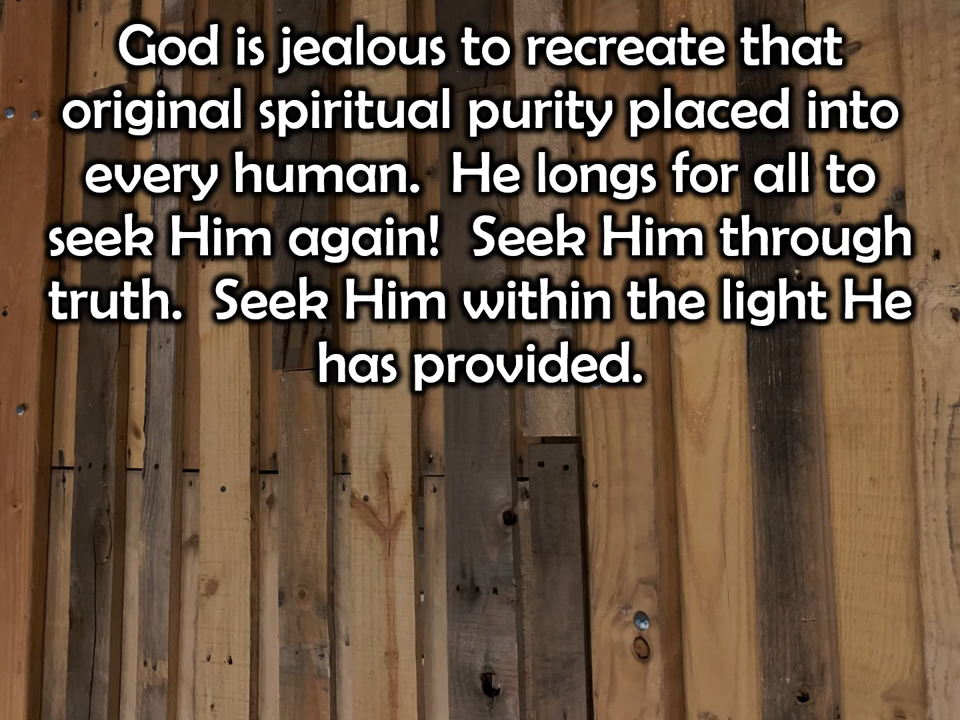 God is jealous to recreate that
original spiritual purity placed into
every human.  He longs for all to
seek Him again!  Seek Him through
truth.  Seek Him within the light He
has provided.